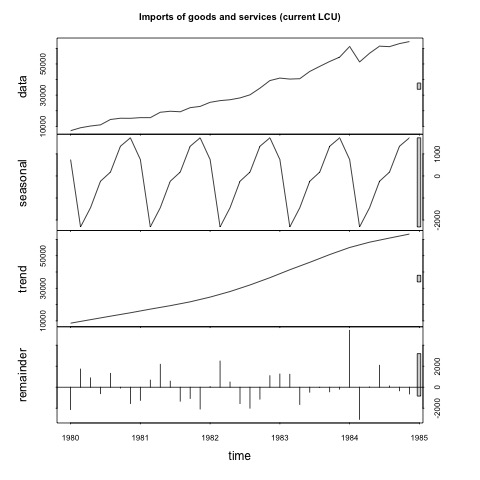 Imports of goods and services (current LCU)
data
10000 30000 50000
seasonal
-2000 0 1000
trend
10000 30000 50000
remainder
-2000 0 2000
1980 1981 1982 1983 1984 1985
time